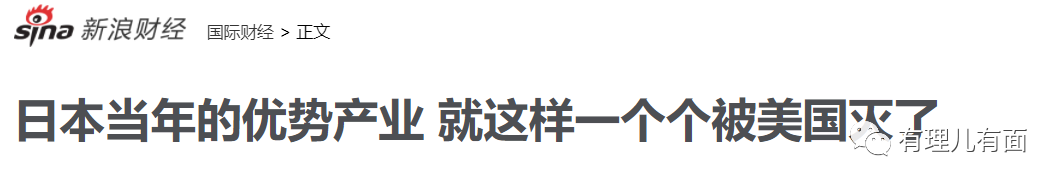 sina 新浪财经 国际财经 > 正文
日本当年的优势产业 就这样一个个被美国灭了
有理儿有面